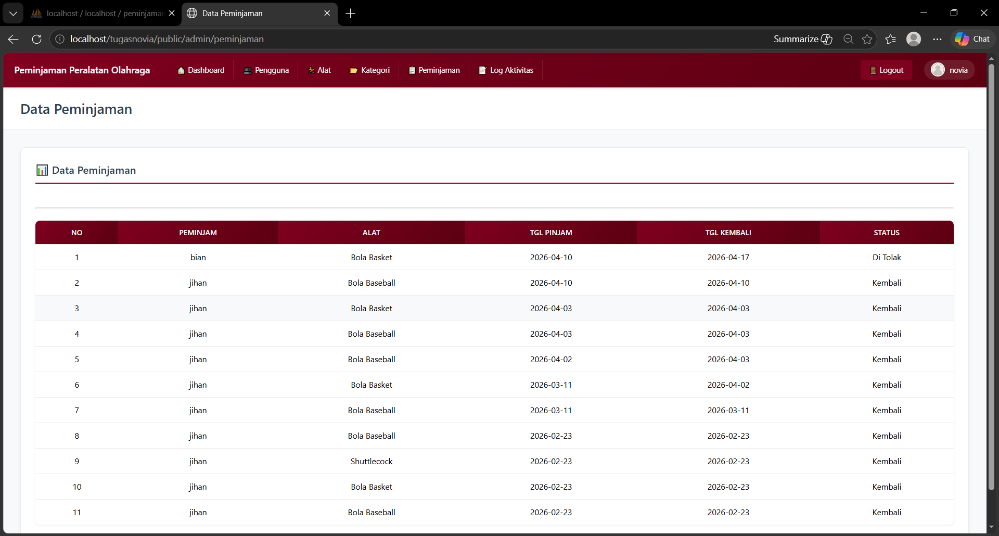 localhost / localhost / peminjaman
Data Peminjaman
localhost/tugasnovia/public/admin/peminjaman
Summarize
Chat
Peminjaman Peralatan Olahraga
Dashboard
Pengguna
Alat
Kategori
Peminjaman
Log Aktivitas
Logout
novia
Data Peminjaman
Data Peminjaman
NO PEMINJAM ALAT TGL PINJAM TGL KEMBALI STATUS
1 bian Bola Basket 2026-04-10 2026-04-17 Di Tolak
2 jihan Bola Baseball 2026-04-10 2026-04-10 Kembali
3 jihan Bola Basket 2026-04-03 2026-04-03 Kembali
4 jihan Bola Baseball 2026-04-03 2026-04-03 Kembali
5 jihan Bola Baseball 2026-04-02 2026-04-03 Kembali
6 jihan Bola Basket 2026-03-11 2026-04-02 Kembali
7 jihan Bola Baseball 2026-03-11 2026-03-11 Kembali
8 jihan Bola Baseball 2026-02-23 2026-02-23 Kembali
9 jihan Shuttlecock 2026-02-23 2026-02-23 Kembali
10 jihan Bola Basket 2026-02-23 2026-02-23 Kembali
11 jihan Bola Baseball 2026-02-23 2026-02-23 Kembali